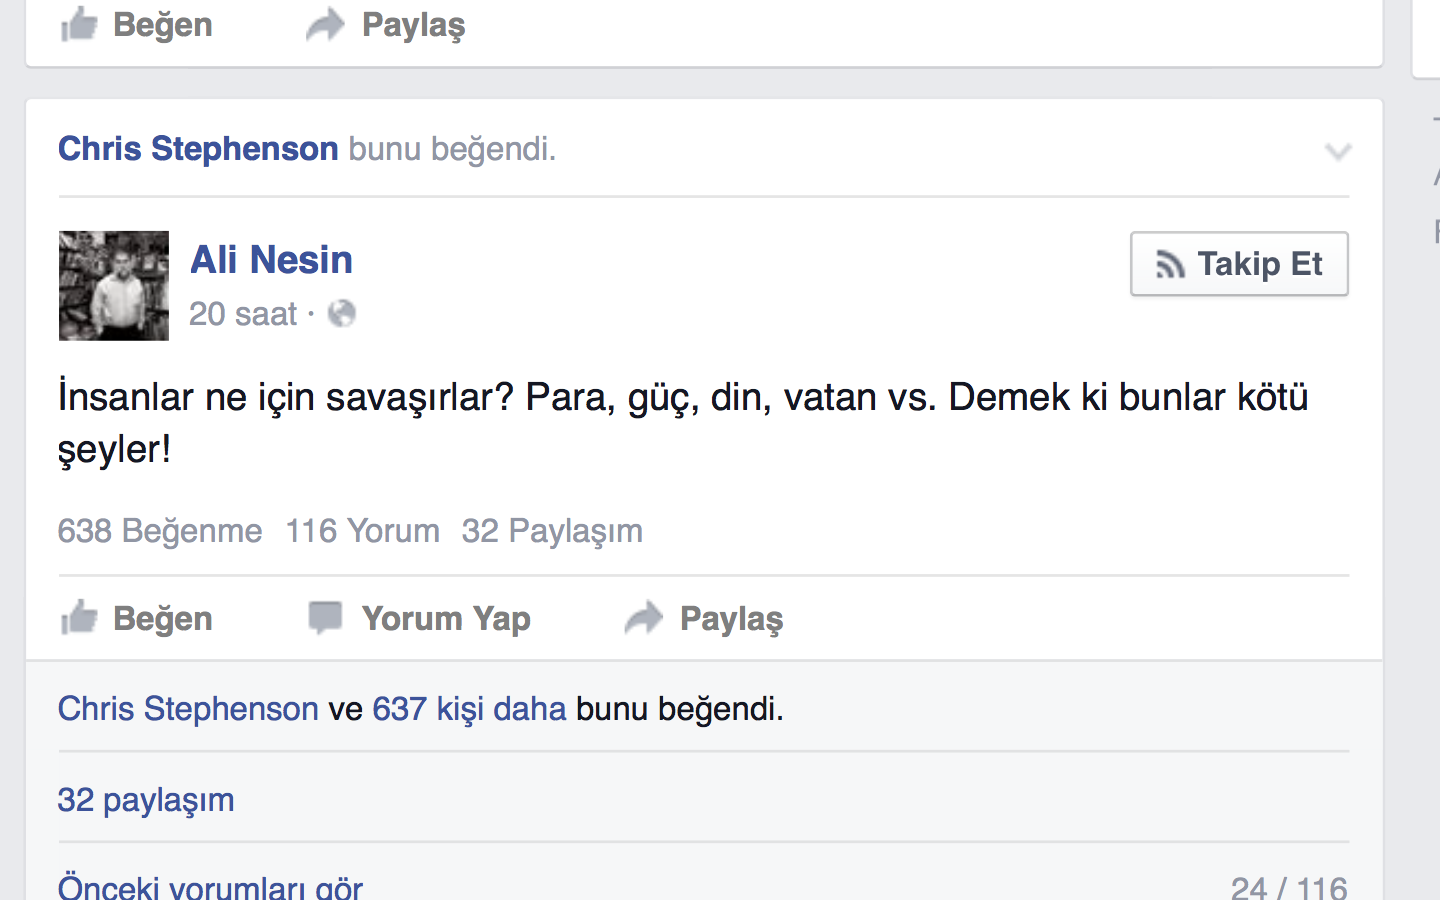 Beğen Paylaş
Chris Stephenson bunu beğendi.
Ali Nesin
Takip Et
20 saat ·
İnsanlar ne için savaşırlar? Para, güç, din, vatan vs. Demek ki bunlar kötü
şeyler!
638 Beğenme 116 Yorum 32 Paylaşım
Beğen Yorum Yap Paylaş
Chris Stephenson ve 637 kişi daha bunu beğendi.
32 paylaşım
Önceki yorumları gör 24 / 116